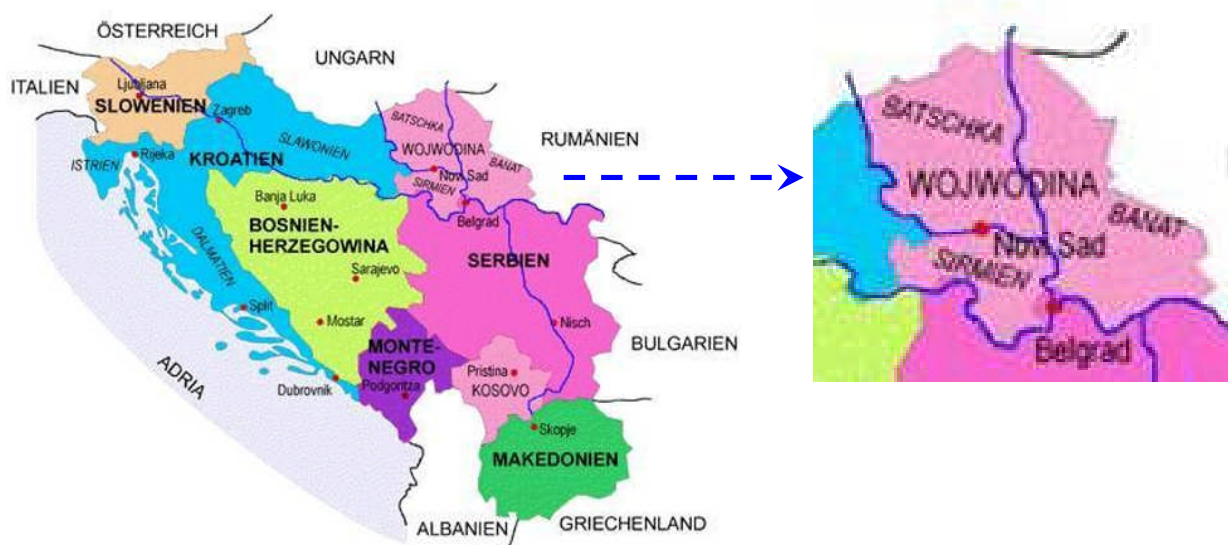 ÖSTERREICH
UNGARN
ITALIEN
Ljubljana
SLOWENIEN
Zagreb
RUMÄNIEN
BATSCHKA
SLAWONIEN
WOJWODINA
ISTRIEN
Rijeka
KROATIEN
BANAT
Novi Sad
SIRMIEN
Banja Luka
Belgrad
BOSNIEN-
HERZEGOWINA
DALMATIEN
SERBIEN
Sarajevo
Split
Mostar
Nisch
BULGARIEN
MONTE-
NEGRO
ADRIA
Pristina
Dubrovnik
Podgoritza
KOSOVO
Skopje
MAKEDONIEN
ALBANIEN
GRIECHENLAND
BATSCHKA
WOJWODINA
BANAT
Novi Sad
SIRMIEN
Belgrad